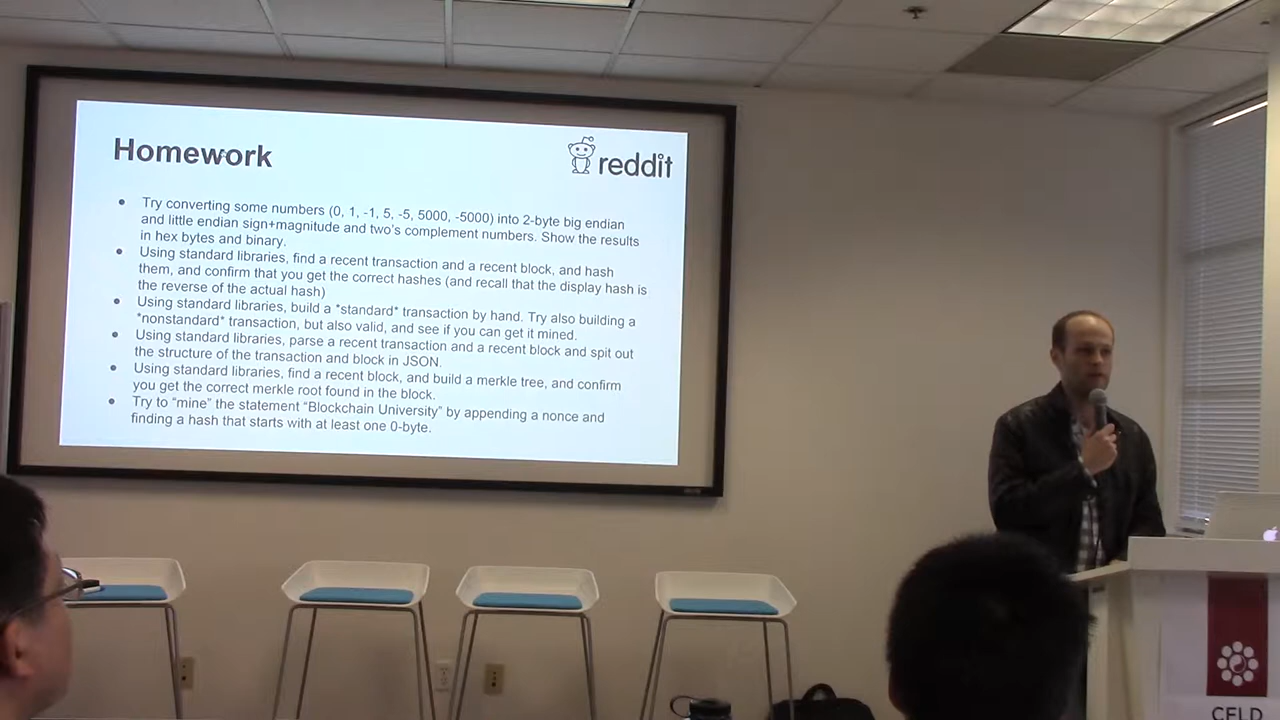 Homework
reddit
• Try converting some numbers (0, 1, -1, 5, -5, 5000, -5000) into 2-byte big endian
and little endian sign+magnitude and two's complement numbers. Show the results
in hex bytes and binary.
• Using standard libraries, find a recent transaction and a recent block, and hash
them, and confirm that you get the correct hashes (and recall that the display hash is
the reverse of the actual hash)
• Using standard libraries, build a *standard* transaction by hand. Try also building a
*nonstandard* transaction, but also valid, and see if you can get it mined.
• Using standard libraries, parse a recent transaction and a recent block and spit out
the structure of the transaction and block in JSON.
• Using standard libraries, find a recent block, and build a merkle tree, and confirm
you get the correct merkle root found in the block.
• Try to “mine” the statement “Blockchain University” by appending a nonce and
finding a hash that starts with at least one 0-byte.